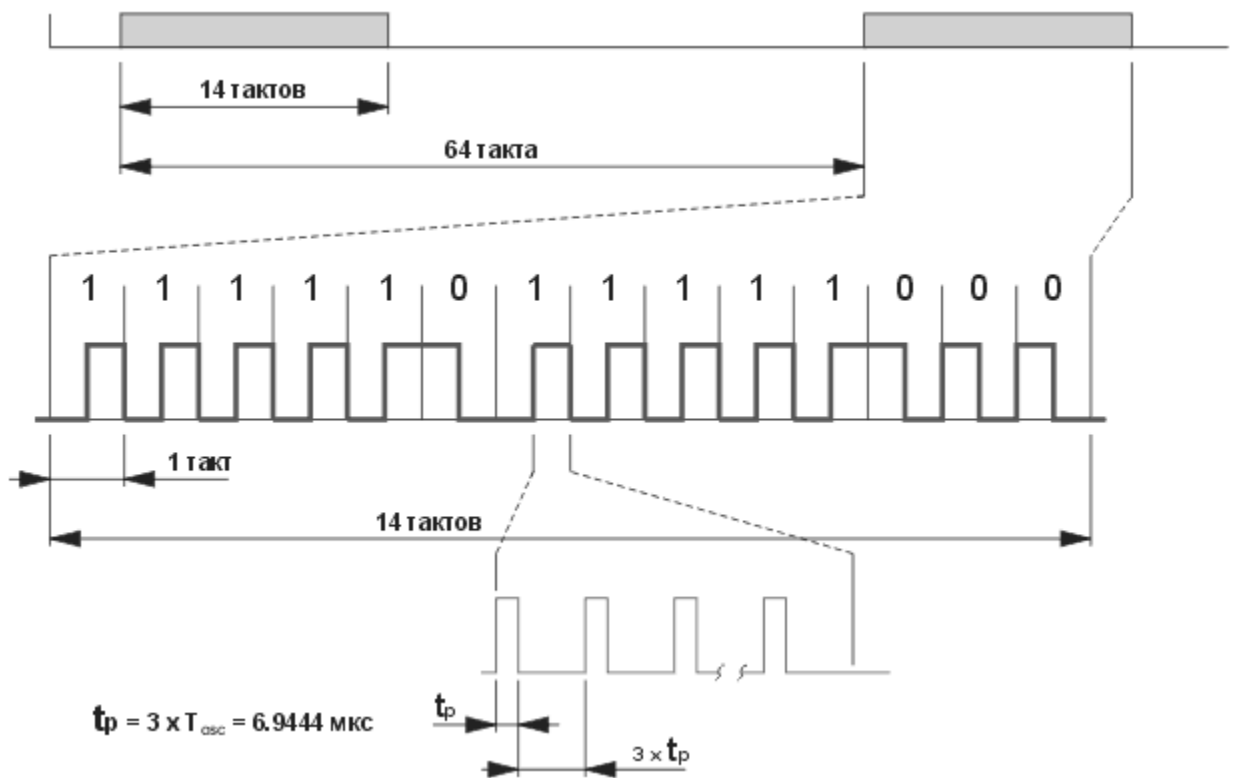 14 тактов
64 такта
1 1 1 1 1 0 1 1 1 1 1 0 0 0
1 такт
14 тактов
tp = 3 x Tosc = 6.9444 мкс
tp
3 × tp